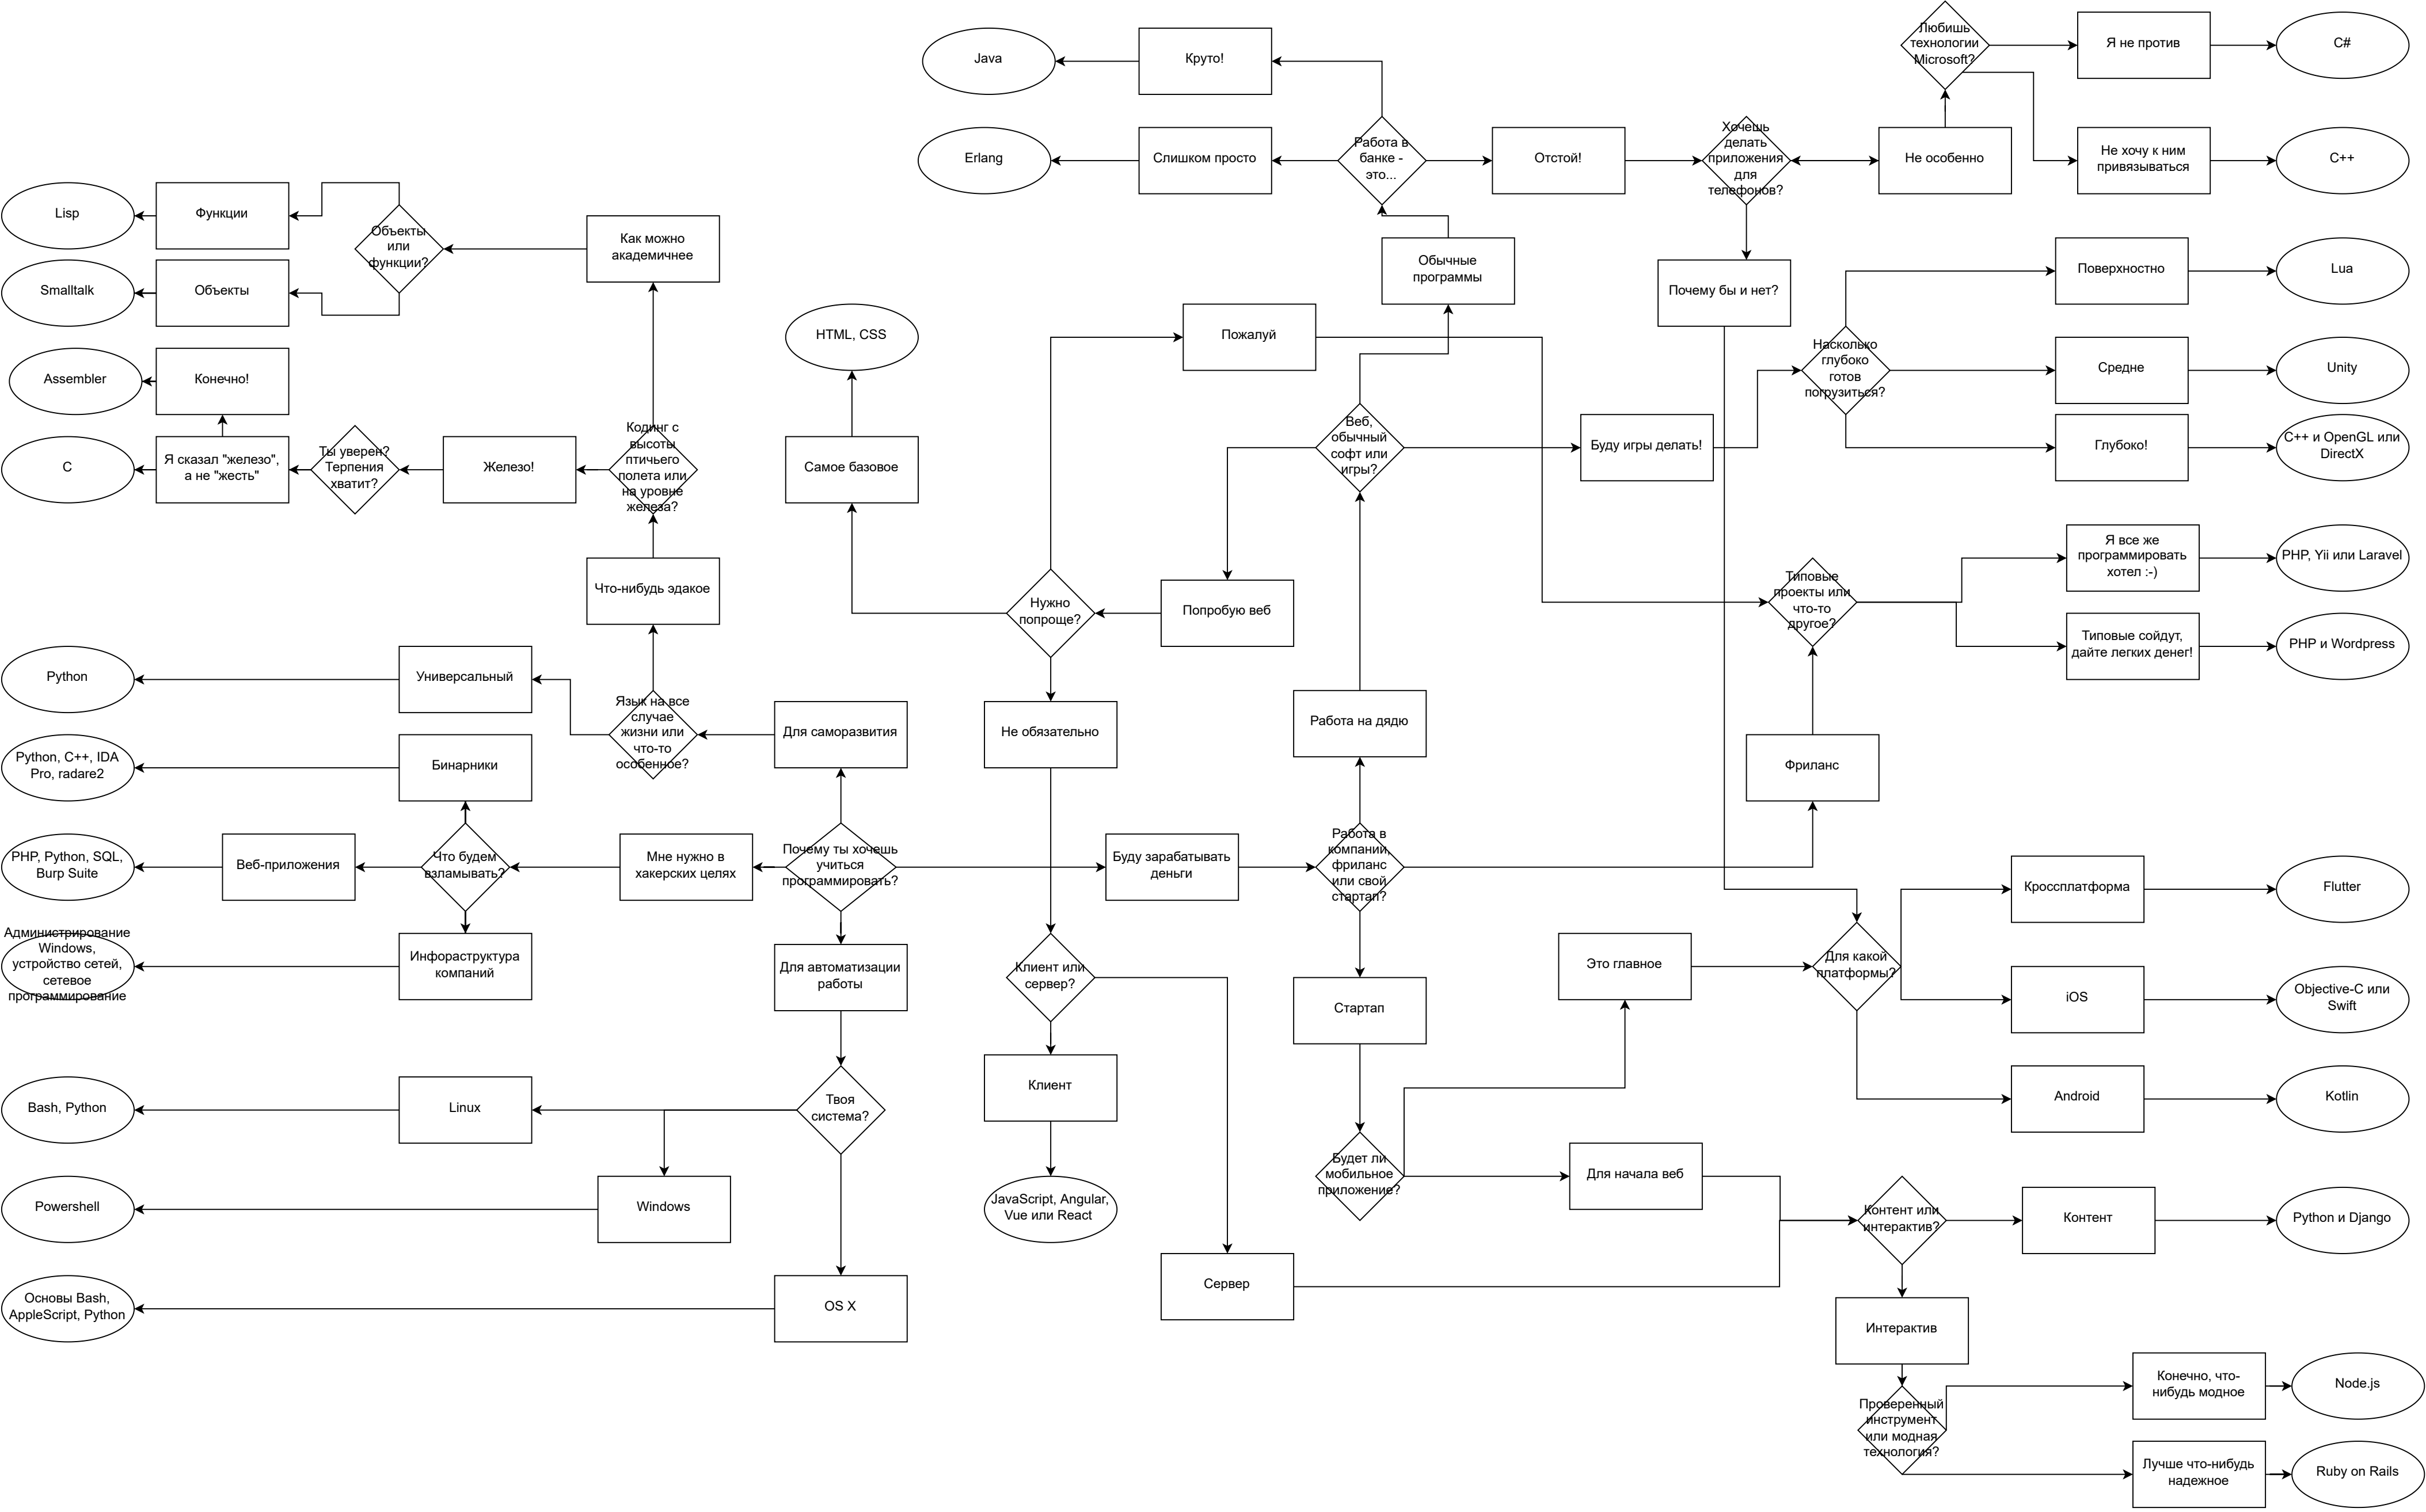 Любишь
технологии
Microsoft?
Я не против
C#
Java
Круто!
Хочешь
делать
приложения
для
телефонов?
Erlang
Слишком просто
Работа в
банке -
это...
Отстой!
Не особенно
Не хочу к ним
привязываться
C++
Lisp
Функции
Объекты
или
функции?
Как можно
академичнее
Обычные
программы
Почему бы и нет?
Поверхностно
Lua
Smalltalk
Объекты
HTML, CSS
Пожалуй
Насколько
глубоко
готов
погрузиться?
Средне
Unity
Assembler
Конечно!
C
Я сказал "железо",
а не "жесть"
Ты уверен?
Терпения
хватит?
Железо!
Кодинг с
высоты
птичьего
полета или
на уровне
железа?
Самое базовое
Веб,
обычный
софт или
игры?
Буду игры делать!
Глубоко!
C++ и OpenGL или
DirectX
Что-нибудь эдакое
Нужно
попроще?
Попробую веб
Типовые
проекты или
что-то
другое?
Я все же
программировать
хотел :-)
PHP, Yii или Laravel
Типовые сойдут,
дайте легких денег!
PHP и Wordpress
Python
Универсальный
Язык на все
случае
жизни или
что-то
особенное?
Для саморазвития
Не обязательно
Работа на дядю
Фриланс
Python, C++, IDA
Pro, radare2
Бинарники
PHP, Python, SQL,
Burp Suite
Веб-приложения
Что будем
взламывать?
Мне нужно в
хакерских целях
Почему ты хочешь
учиться
программировать?
Буду зарабатывать
деньги
Работа в
компании,
фриланс
или свой
стартап?
Кроссплатформа
Flutter
Администрирование
Windows,
устройство сетей,
сетевое
программирование
Инфораструктура
компаний
Для автоматизации
работы
Клиент или
сервер?
Стартап
Это главное
Для какой
платформы?
iOS
Objective-C или
Swift
Bash, Python
Linux
Твоя
система?
Клиент
Android
Kotlin
Powershell
Windows
JavaScript, Angular,
Vue или React
Будет ли
мобильное
приложение?
Для начала веб
Контент или
интерактив?
Контент
Python и Django
Основы Bash,
AppleScript, Python
OS X
Сервер
Интерактив
Проверенный
инструмент
или модная
технология?
Конечно, что-
нибудь модное
Node.js
Лучше что-нибудь
надежное
Ruby on Rails